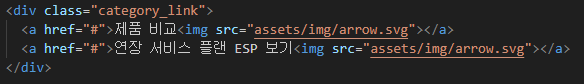 <div class="category_link">
<a href="#">제품 비교<img src="assets/img/arrow.svg"></a>
<a href="#">연장 서비스 플랜 ESP 보기<img src="assets/img/arrow.svg"></a>
</div>